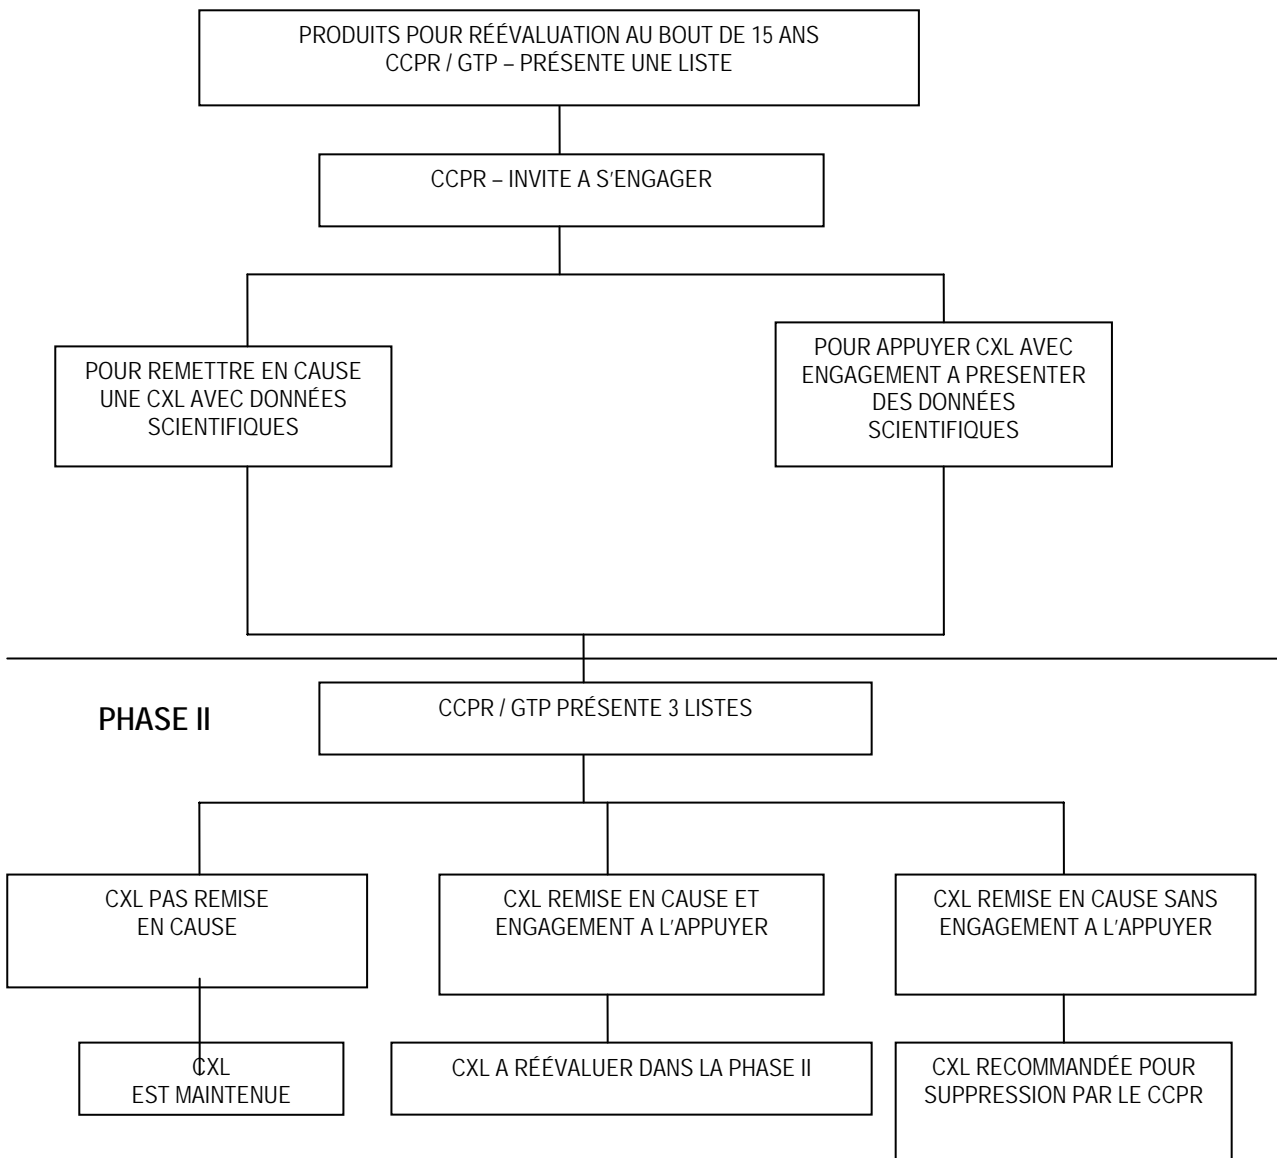 PRODUITS POUR RÉÉVALUATION AU BOUT DE 15 ANS
CCPR / GTP – PRÉSENTE UNE LISTE
CCPR – INVITE A S'ENGAGER
POUR REMETTRE EN CAUSE
UNE CXL AVEC DONNÉES
SCIENTIFIQUES
POUR APPUYER CXL AVEC
ENGAGEMENT A PRESENTER
DES DONNÉES
SCIENTIFIQUES
PHASE II
CCPR / GTP PRÉSENTE 3 LISTES
CXL PAS REMISE
EN CAUSE
CXL REMISE EN CAUSE ET
ENGAGEMENT A L'APPUYER
CXL REMISE EN CAUSE SANS
ENGAGEMENT A L'APPUYER
CXL
EST MAINTENUE
CXL A RÉÉVALUER DANS LA PHASE II
CXL RECOMMANDÉE POUR
SUPPRESSION PAR LE CCPR